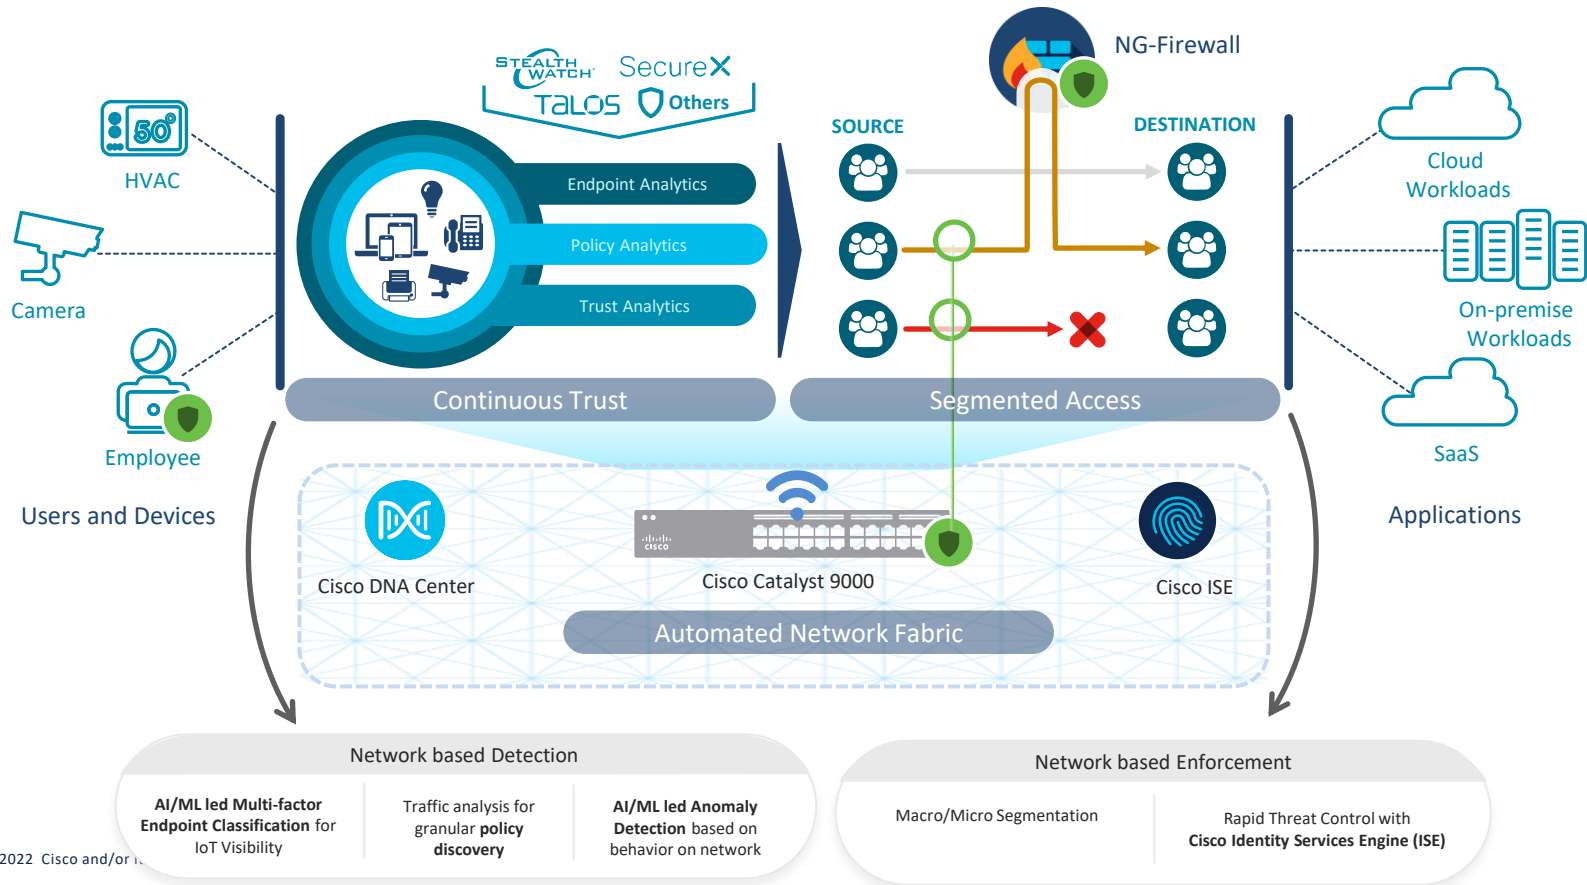 STEALTH
WATCH
SecureX
TALOS
Others
NG-Firewall
50°
HVAC
Camera
Employee
Users and Devices
Endpoint Analytics
Policy Analytics
Trust Analytics
Continuous Trust
SOURCE
DESTINATION
Segmented Access
Cloud
Workloads
On-premise
Workloads
SaaS
Applications
Cisco DNA Center
CISCO
Cisco Catalyst 9000
Cisco ISE
Automated Network Fabric
Network based Detection
AI/ML led Multi-factor
Endpoint Classification for
IoT Visibility
Traffic analysis for
granular policy
discovery
AI/ML led Anomaly
Detection based on
behavior on network
Network based Enforcement
Macro/Micro Segmentation
Rapid Threat Control with
Cisco Identity Services Engine (ISE)
2022 Cisco and/or